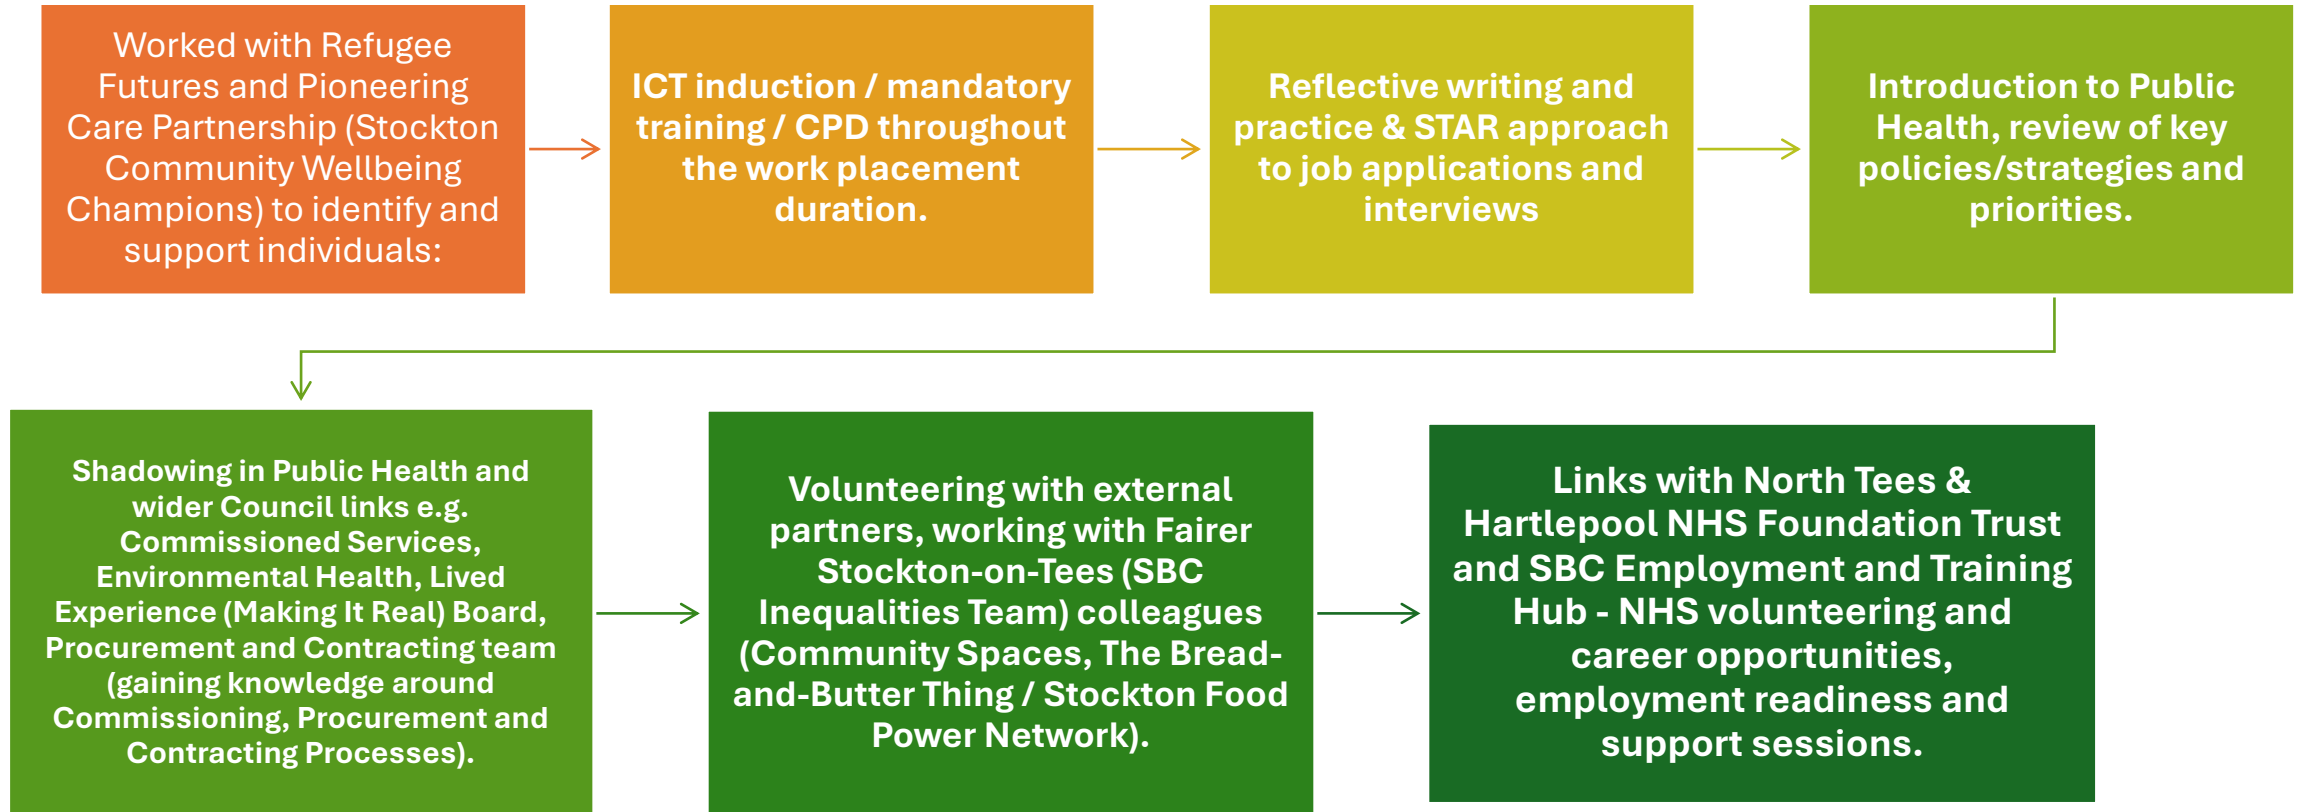 Worked with Refugee
Futures and Pioneering
Care Partnership (Stockton
Community Wellbeing
Champions) to identify and
support individuals:
ICT induction / mandatory
training / CPD throughout
the work placement
duration.
Reflective writing and
practice & STAR approach
to job applications and
interviews
Introduction to Public
Health, review of key
policies/strategies and
priorities.
Shadowing in Public Health and
wider Council links e.g.
Commissioned Services,
Environmental Health, Lived
Experience (Making It Real) Board,
Procurement and Contracting team
(gaining knowledge around
Commissioning, Procurement and
Contracting Processes).
Volunteering with external
partners, working with Fairer
Stockton-on-Tees (SBC
Inequalities Team) colleagues
(Community Spaces, The Bread-
and-Butter Thing / Stockton Food
Power Network).
Links with North Tees &
Hartlepool NHS Foundation Trust
and SBC Employment and Training
Hub - NHS volunteering and
career opportunities,
employment readiness and
support sessions.